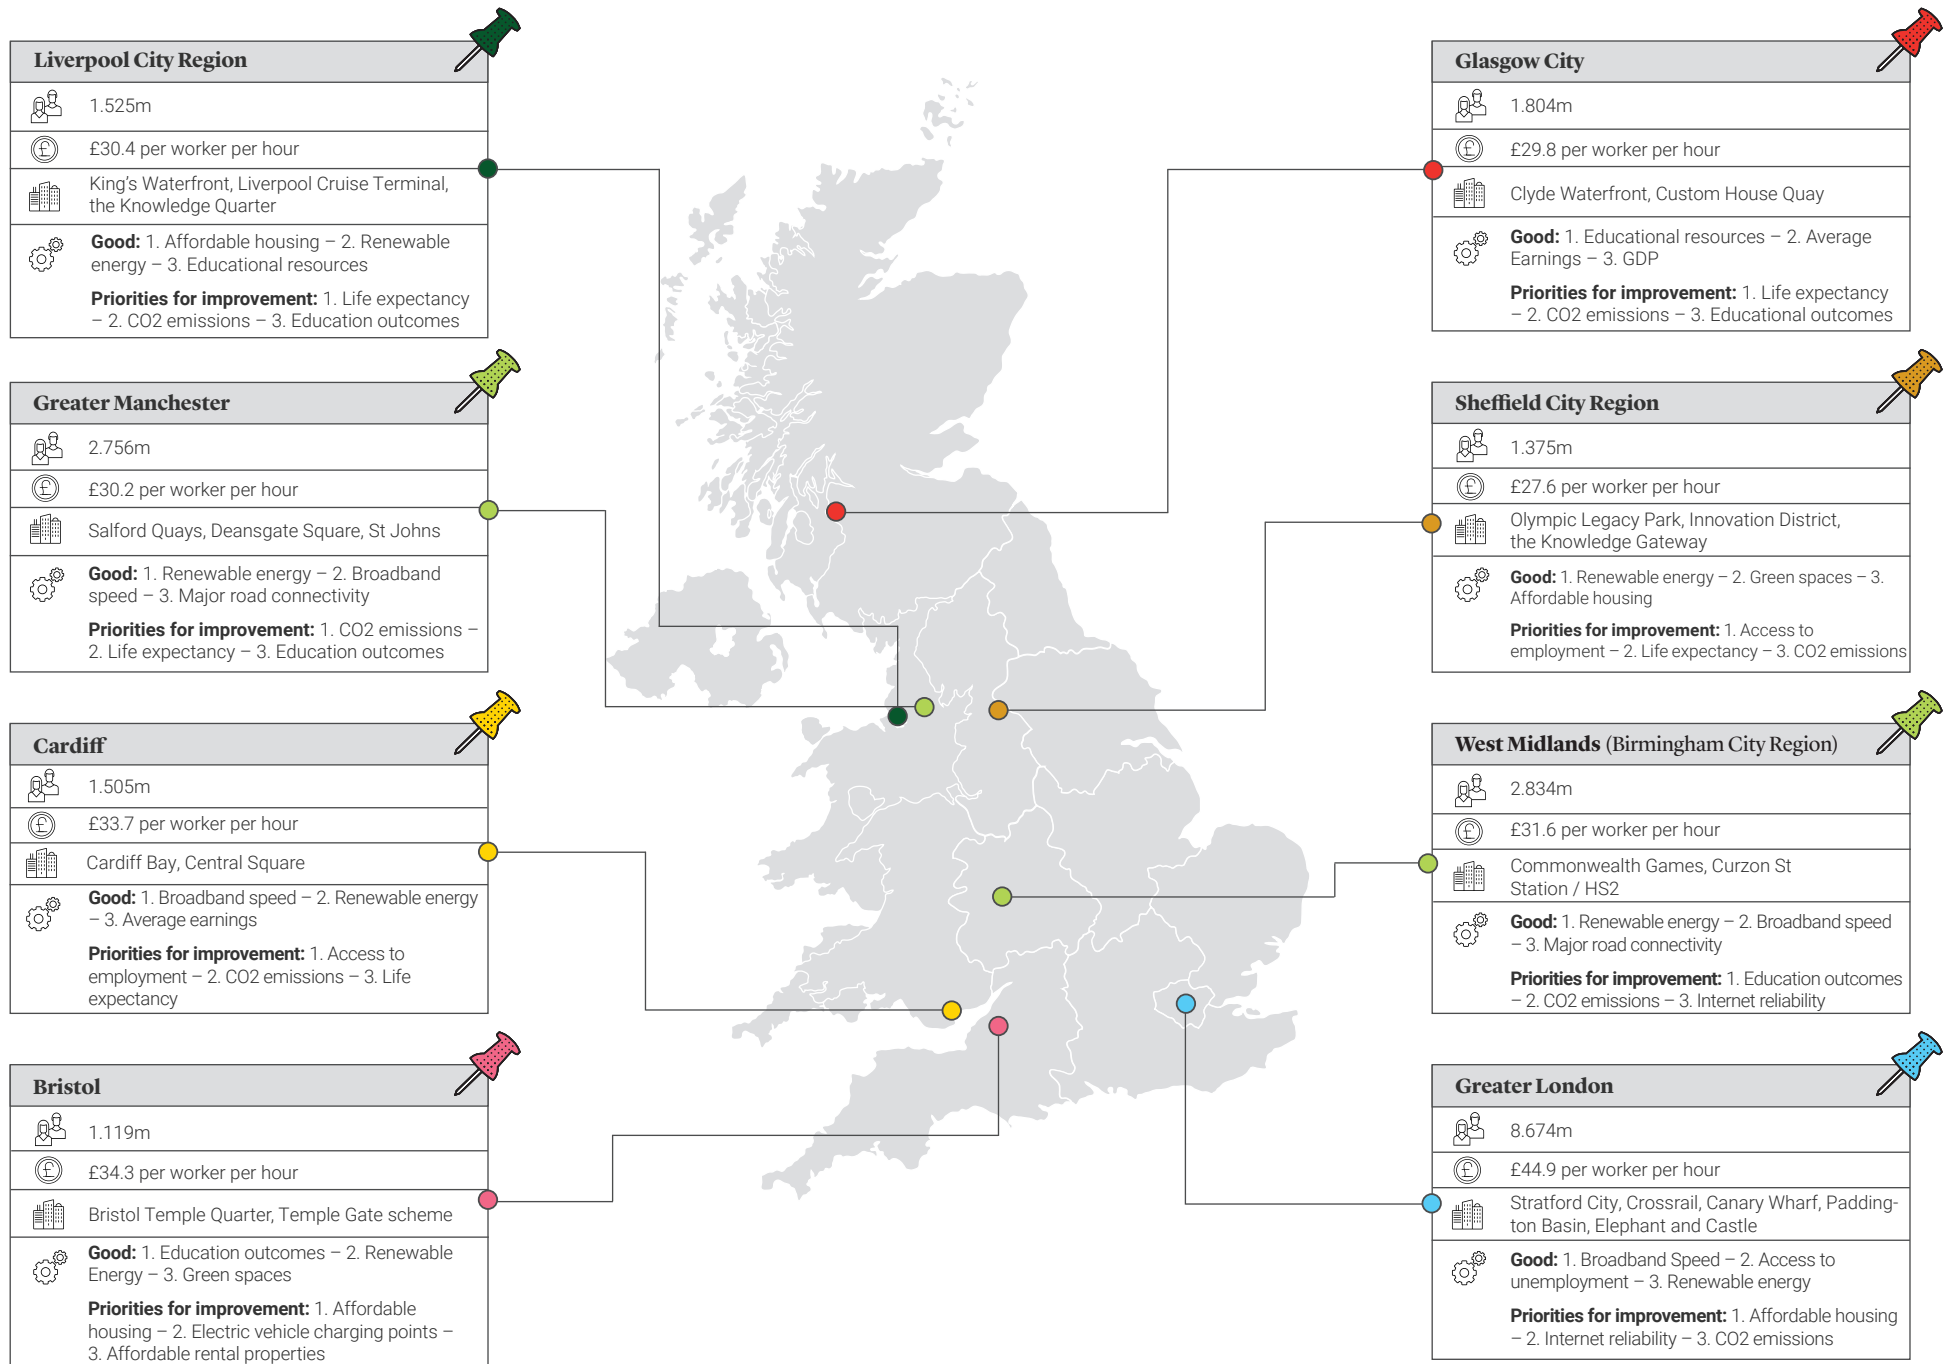 Liverpool City Region
1.525m
£30.4 per worker per hour
King's Waterfront, Liverpool Cruise Terminal,
the Knowledge Quarter
Good: 1. Affordable housing – 2. Renewable
energy – 3. Educational resources
Priorities for improvement: 1. Life expectancy
– 2. CO2 emissions – 3. Education outcomes
Greater Manchester
2.756m
£30.2 per worker per hour
Salford Quays, Deansgate Square, St Johns
Good: 1. Renewable energy – 2. Broadband
speed – 3. Major road connectivity
Priorities for improvement: 1. CO2 emissions –
2. Life expectancy – 3. Education outcomes
Cardiff
1.505m
£33.7 per worker per hour
Cardiff Bay, Central Square
Good: 1. Broadband speed – 2. Renewable energy
– 3. Average earnings
Priorities for improvement: 1. Access to
employment – 2. CO2 emissions – 3. Life
expectancy
Bristol
1.119m
£34.3 per worker per hour
Bristol Temple Quarter, Temple Gate scheme
Good: 1. Education outcomes – 2. Renewable
Energy – 3. Green spaces
Priorities for improvement: 1. Affordable
housing – 2. Electric vehicle charging points –
3. Affordable rental properties
Glasgow City
1.804m
£29.8 per worker per hour
Clyde Waterfront, Custom House Quay
Good: 1. Educational resources – 2. Average
Earnings – 3. GDP
Priorities for improvement: 1. Life expectancy
– 2. CO2 emissions – 3. Educational outcomes
Sheffield City Region
1.375m
£27.6 per worker per hour
Olympic Legacy Park, Innovation District,
the Knowledge Gateway
Good: 1. Renewable energy – 2. Green spaces – 3.
Affordable housing
Priorities for improvement: 1. Access to
employment – 2. Life expectancy – 3. CO2 emissions
West Midlands (Birmingham City Region)
2.834m
£31.6 per worker per hour
Commonwealth Games, Curzon St
Station / HS2
Good: 1. Renewable energy – 2. Broadband speed
– 3. Major road connectivity
Priorities for improvement: 1. Education outcomes
– 2. CO2 emissions – 3. Internet reliability
Greater London
8.674m
£44.9 per worker per hour
Stratford City, Crossrail, Canary Wharf, Padding-
ton Basin, Elephant and Castle
Good: 1. Broadband Speed – 2. Access to
unemployment – 3. Renewable energy
Priorities for improvement: 1. Affordable housing
– 2. Internet reliability – 3. CO2 emissions